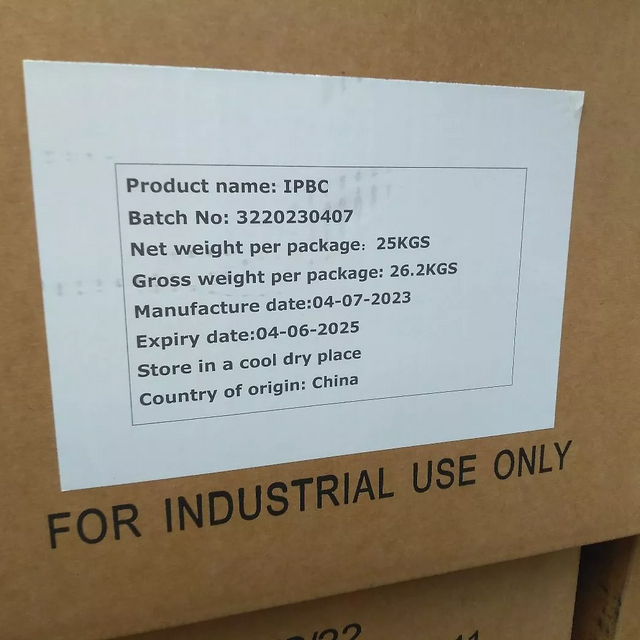 Product name: IPBC
Batch No: 3220230407
Net weight per package: 25KGS
Gross weight per package: 26.2KGS
Manufacture date:04-07-2023
Expiry date:04-06-2025
Store in a cool dry place
Country of origin: China
FOR INDUSTRIAL USE ONLY